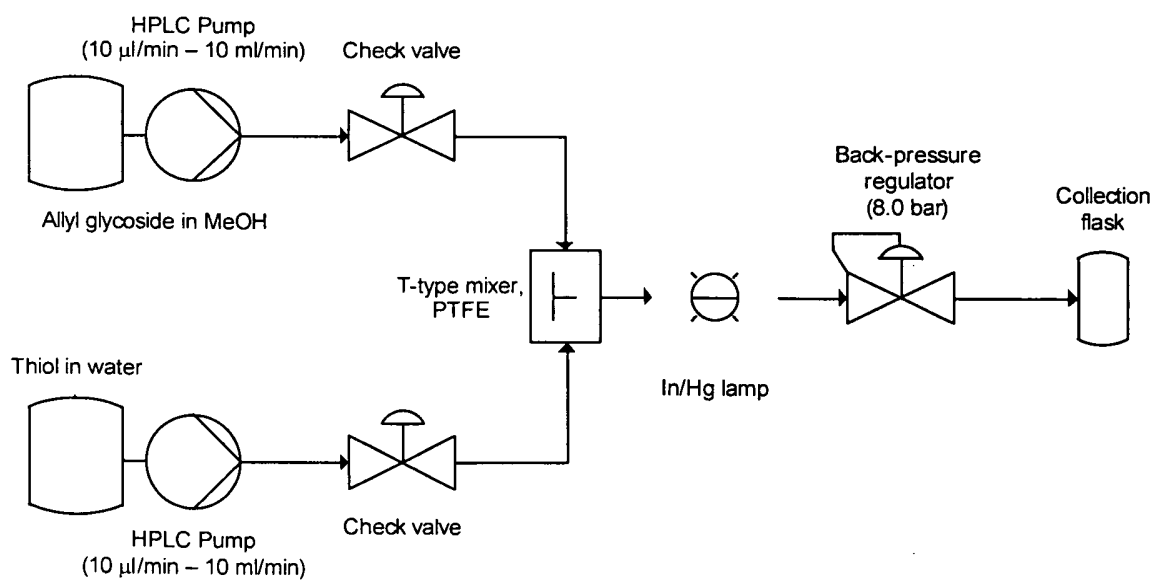 HPLC Pump
(10 µl/min – 10 ml/min)
Check valve
Allyl glycoside in MeOH
Back-pressure
regulator
(8.0 bar)
Collection
flask
T-type mixer,
PTFE
In/Hg lamp
Thiol in water
HPLC Pump
(10 µl/min – 10 ml/min)
Check valve